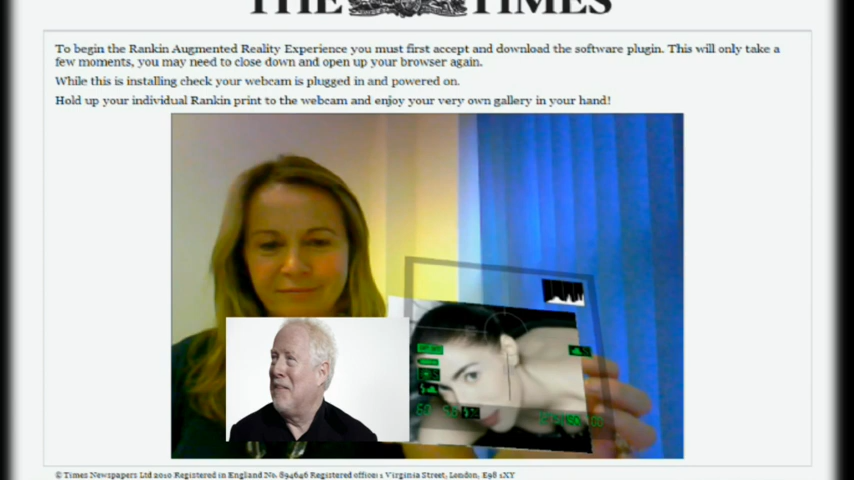 THE TIMES
To begin the Rankin Augmented Reality Experience you must first accept and download the software plugin. This will only take a
few moments, you may need to close down and open up your browser again.
While this is installing check your webcam is plugged in and powered on.
Hold up your individual Rankin print to the webcam and enjoy your very own gallery in your hand!
© Times Newspapers Ltd 2010 Registered in England No. 894646 Registered office: 1 Virginia Street, London, E98 1XY